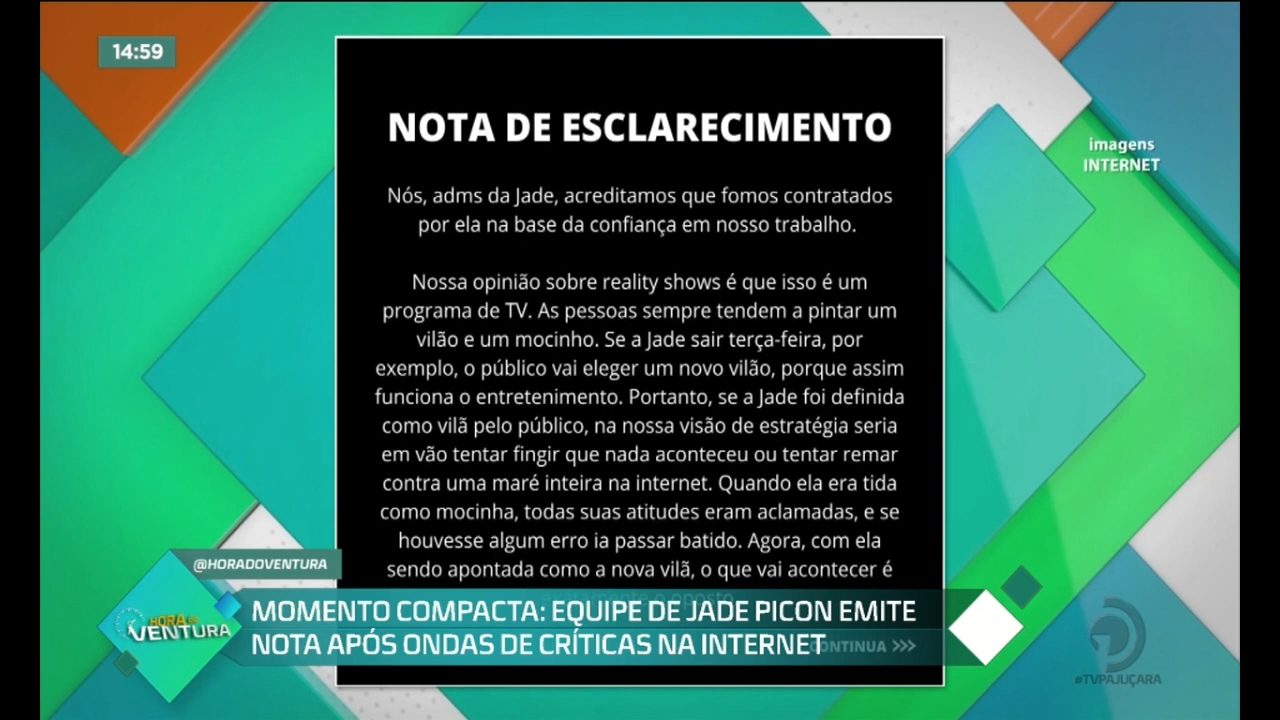 14:59
imagens
INTERNET
NOTA DE ESCLARECIMENTO
Nós, adms da Jade, acreditamos que fomos contratados
por ela na base da confiança em nosso trabalho.
Nossa opinião sobre reality shows é que isso é um
programa de TV. As pessoas sempre tendem a pintar um
vilão e um mocinho. Se a Jade sair terça-feira, por
exemplo, o público vai eleger um novo vilão, porque assim
funciona o entretenimento. Portanto, se a Jade foi definida
como vilã pelo público, na nossa visão de estratégia seria
em vão tentar fingir que nada aconteceu ou tentar remar
contra uma maré inteira na internet. Quando ela era tida
como mocinha, todas suas atitudes eram aclamadas, e se
houvesse algum erro ia passar batido. Agora, com ela
sendo apontada como a nova vilã, o que vai acontecer é
exatamente o oposto.
@HORADOVENTURA
HORA DO
VENTURA
MOMENTO COMPACTA: EQUIPE DE JADE PICON EMITE
NOTA APÓS ONDAS DE CRÍTICAS NA INTERNET
CONTINUA >>>
#TVPAJUÇARA